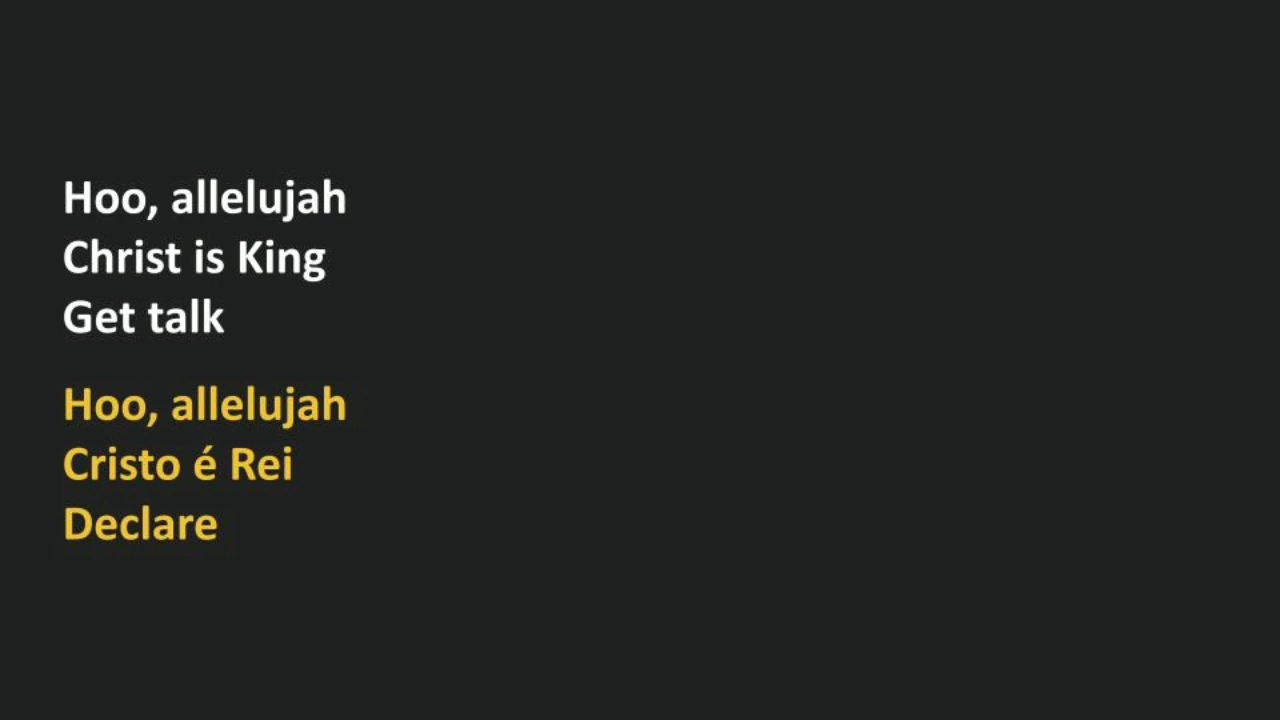 Hoo, allelujah
Christ is King
Get talk
Hoo, allelujah
Cristo é Rei
Declare